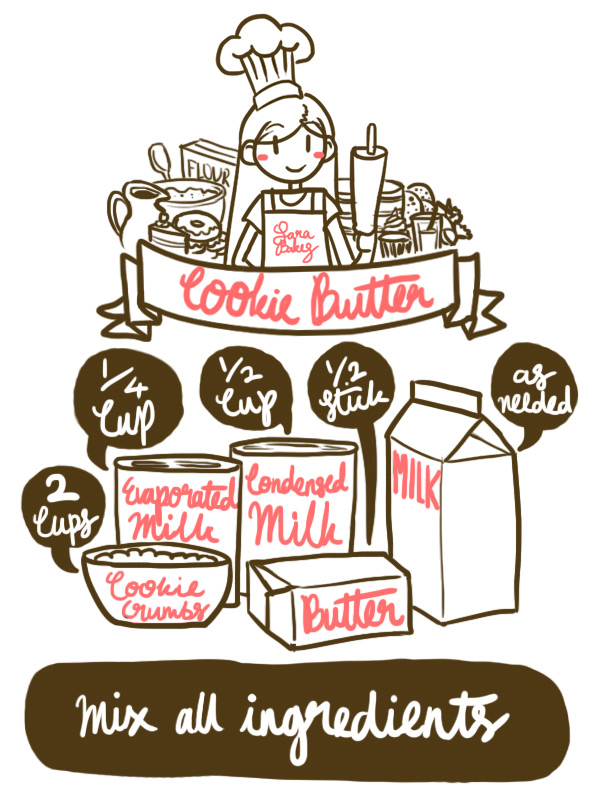 FLOUR
Sara
Bakes
Cookie Butter
1/4
Cup
1/2
Cup
1/2
stick
as
needed
2
Cups
Evaporated
Milk
Condensed
Milk
MILK
Cookie
Crumbs
Butter
mix all ingredients